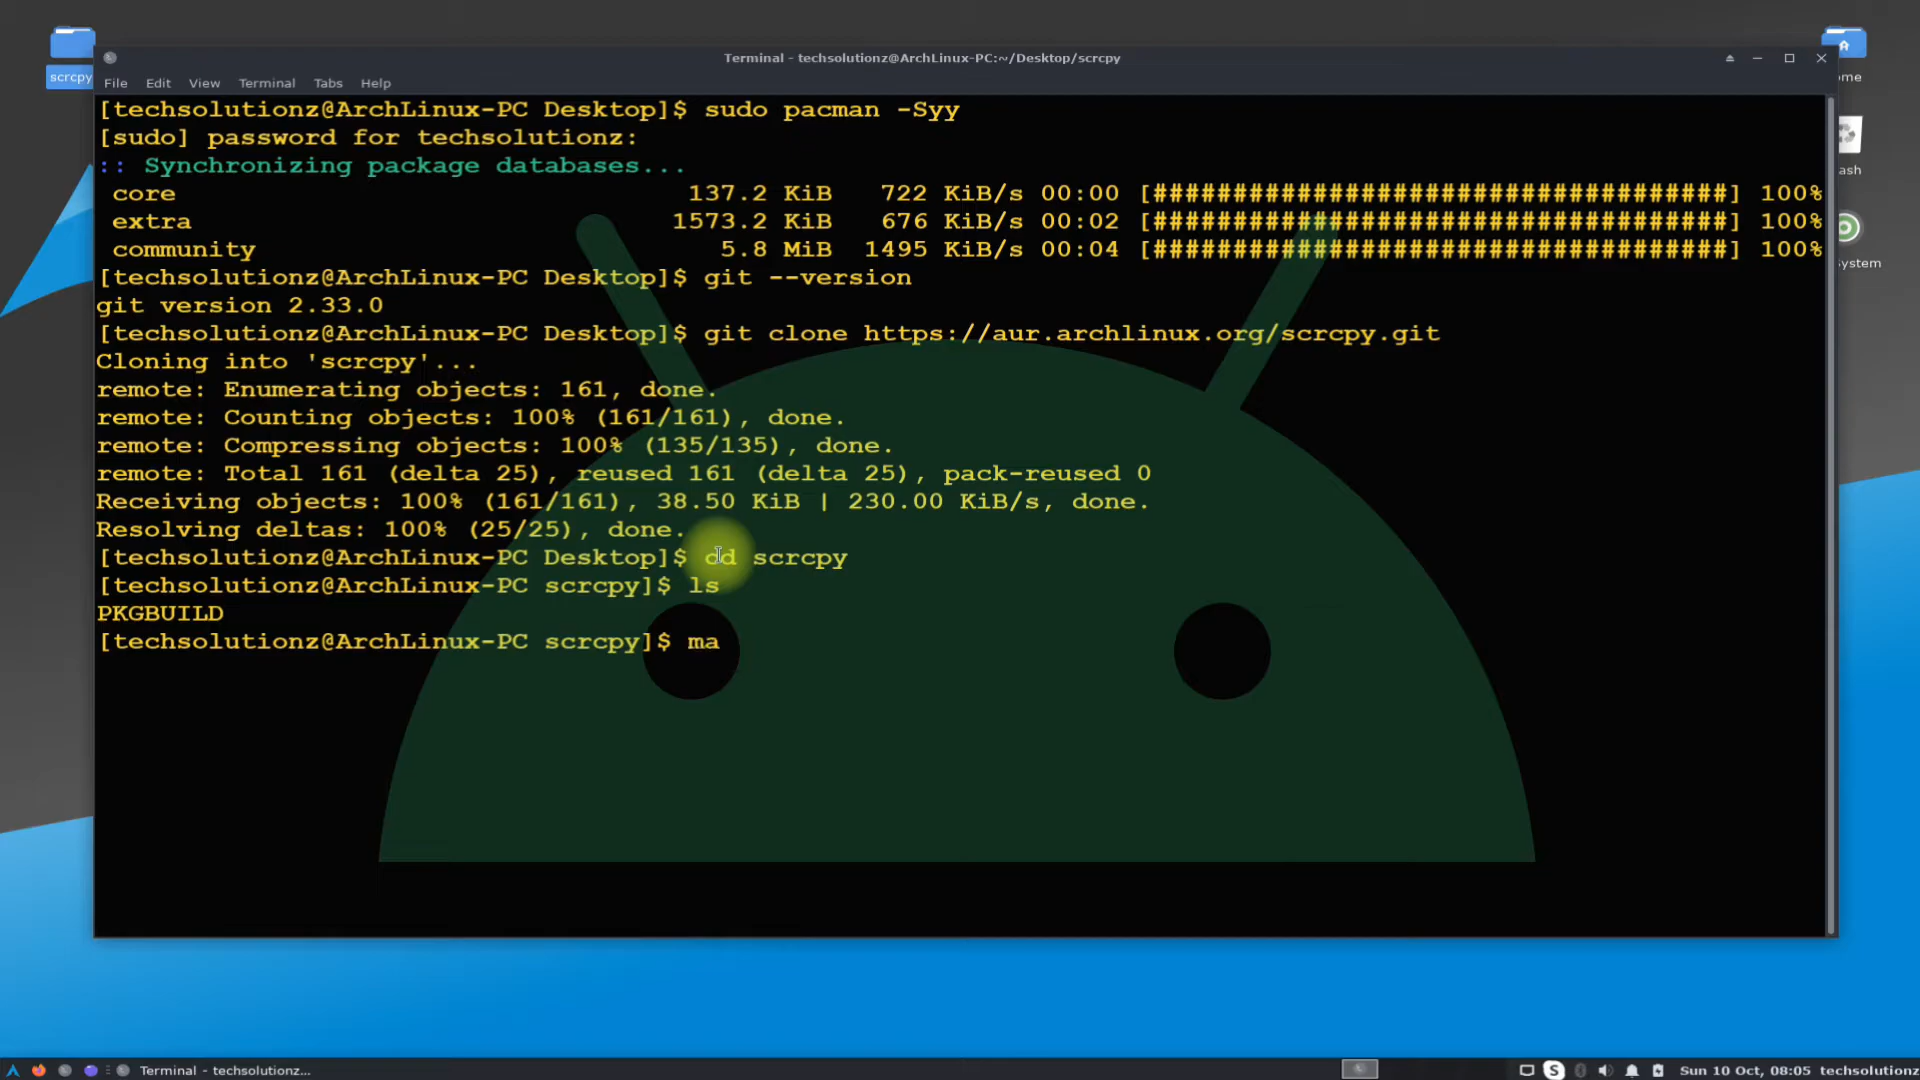 scrcpy
Terminal - techsolutionz@ArchLinux-PC:~/Desktop/scrcpy
File Edit View Terminal Tabs Help
[techsolutionz@ArchLinux-PC Desktop]$ sudo pacman -Syy
[sudo] password for techsolutionz:
:: Synchronizing package databases...
core 137.2 KiB 722 KiB/s 00:00 [####################################] 100%
extra 1573.2 KiB 676 KiB/s 00:02 [####################################] 100%
community 5.8 MiB 1495 KiB/s 00:04 [####################################] 100%
[techsolutionz@ArchLinux-PC Desktop]$ git --version
git version 2.33.0
[techsolutionz@ArchLinux-PC Desktop]$ git clone https://aur.archlinux.org/scrcpy.git
Cloning into 'scrcpy'...
remote: Enumerating objects: 161, done.
remote: Counting objects: 100% (161/161), done.
remote: Compressing objects: 100% (135/135), done.
remote: Total 161 (delta 25), reused 161 (delta 25), pack-reused 0
Receiving objects: 100% (161/161), 38.50 KiB | 230.00 KiB/s, done.
Resolving deltas: 100% (25/25), done.
[techsolutionz@ArchLinux-PC Desktop]$ cd scrcpy
[techsolutionz@ArchLinux-PC scrcpy]$ ls
PKGBUILD
[techsolutionz@ArchLinux-PC scrcpy]$ ma
ome
ash
ystem
Terminal - techsolutionz...
S
Sun 10 Oct, 08:05 techsolutionz